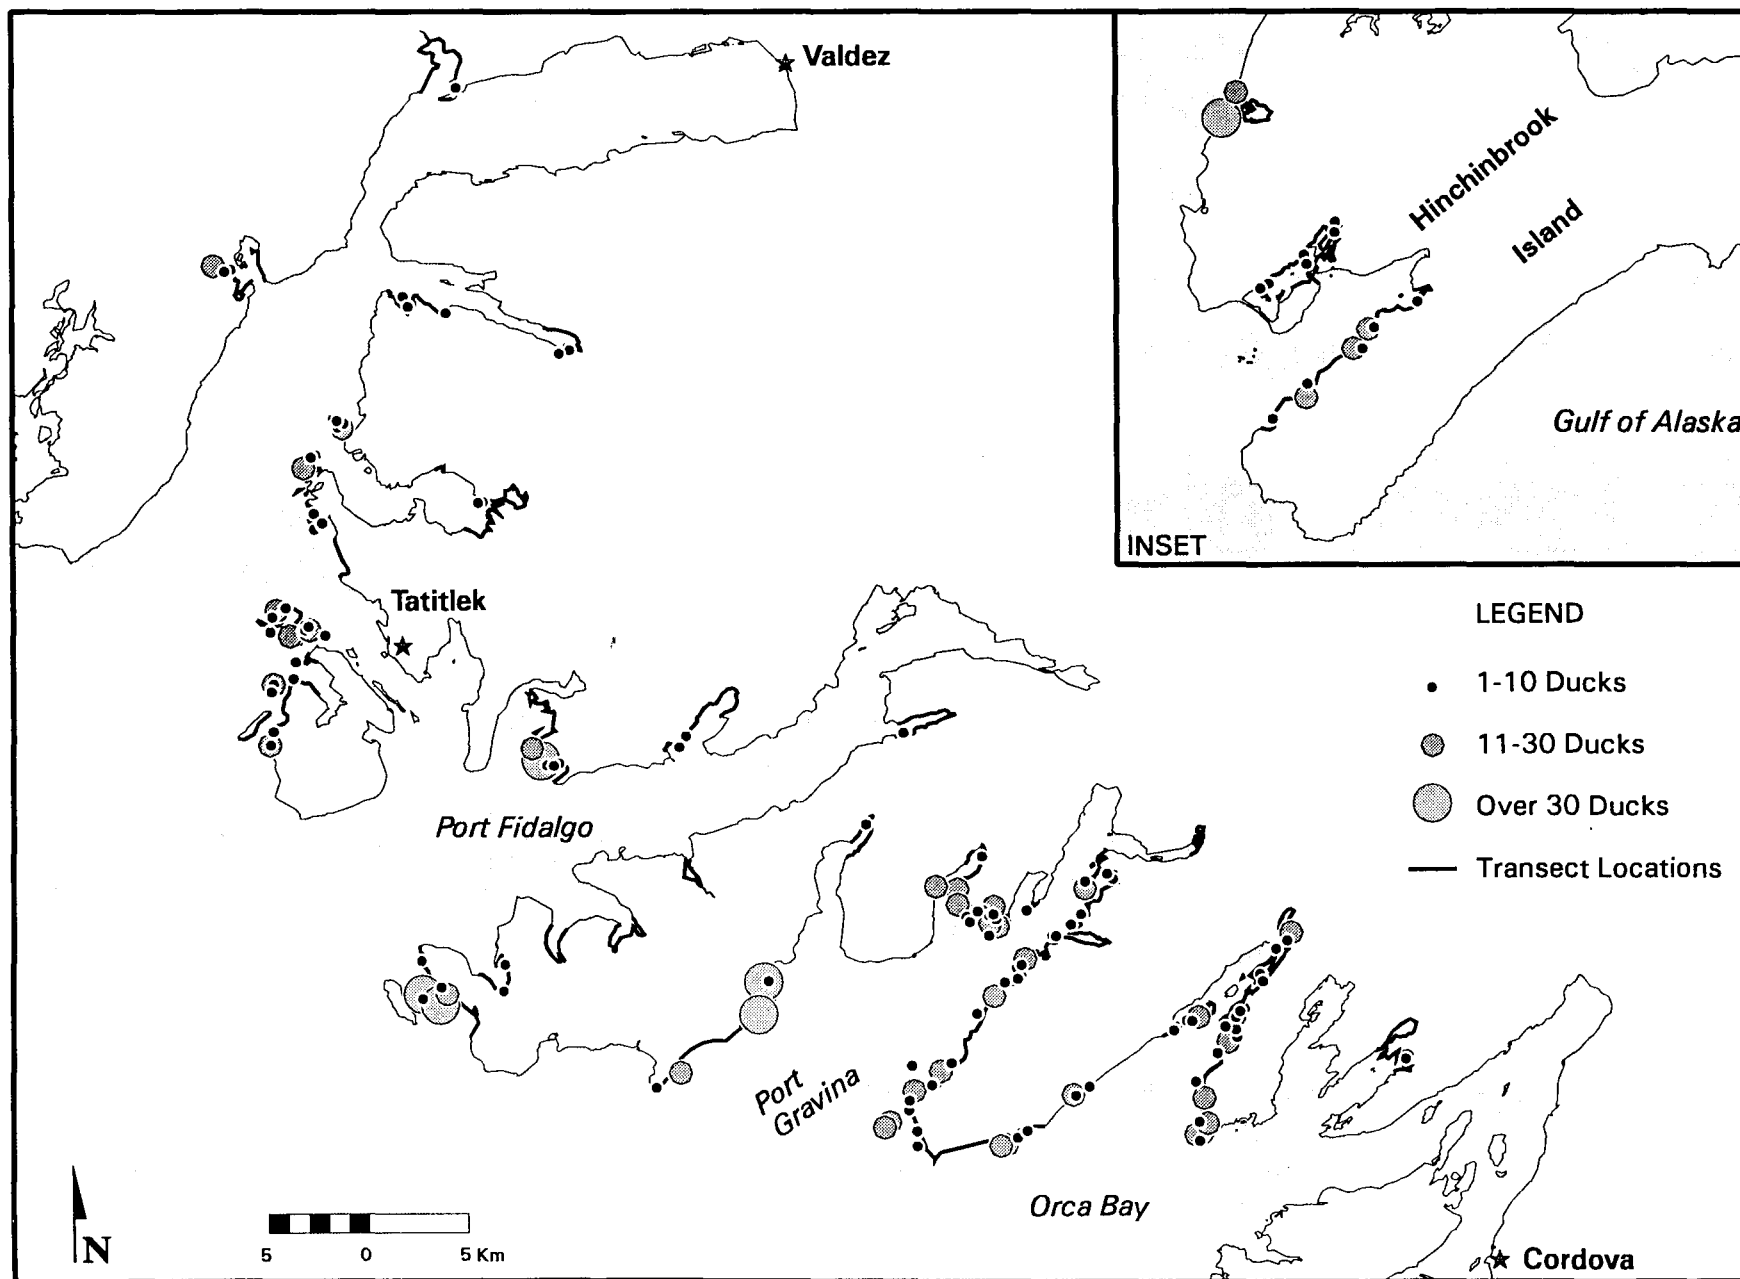 Valdez
Hinchinbrook
Island
Gulf of Alaska
INSET
Tatitlek
LEGEND
1-10 Ducks
11-30 Ducks
Over 30 Ducks
Transect Locations
Port Fidalgo
Port
Gravina
Orca Bay
N
5 0 5 Km
Cordova